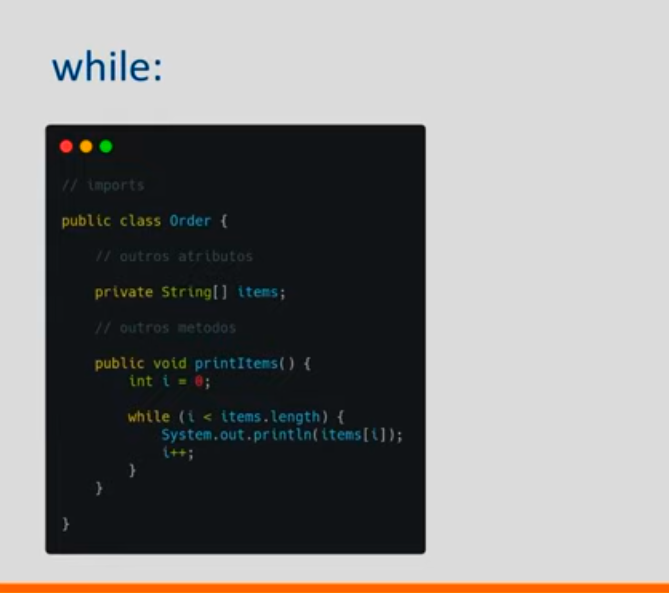 while:
// imports
public class Order {
// outros atributos
private String[] items;
// outros metodos
public void printItems() {
int i = 0;
while (i < items.length) {
System.out.println(items[i]);
i++;
}
}
}